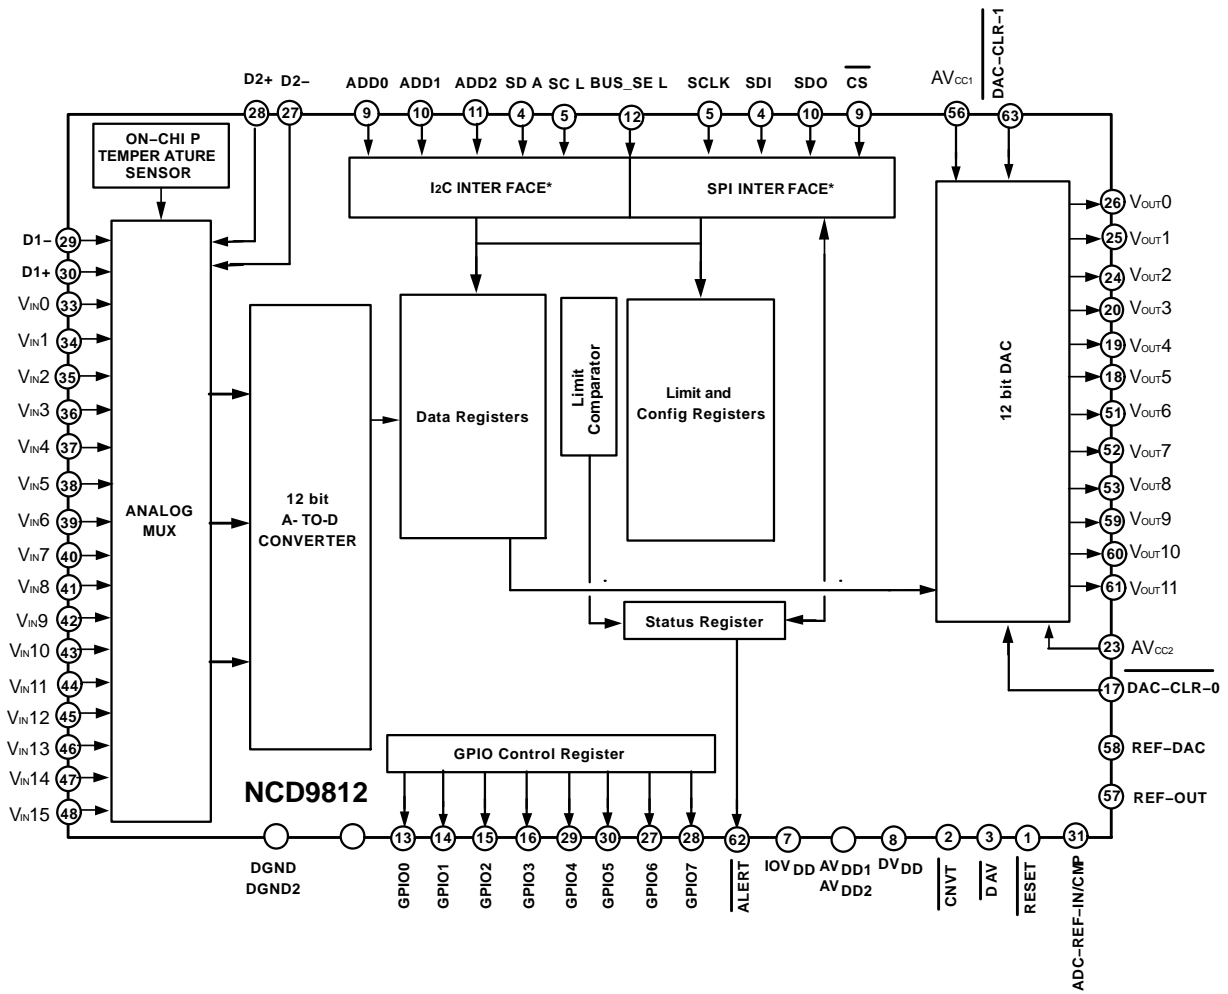 D2+ D2–
ADD0 ADD1 ADD2 SD A SC L BUS_SE L SCLK SDI SDO CS
AVCC1 DAC–CLR–1
28 27 9 10 11 4 5 12 5 4 10 9 56 63
ON–CHI P
TEMPER ATURE
SENSOR
I2C INTER FACE*
SPI INTER FACE*
D1– 29
D1+ 30
VIN0 33
VIN1 34
VIN2 35
VIN3 36
VIN4 37
VIN5 38
VIN6 39
VIN7 40
VIN8 41
VIN9 42
VIN10 43
VIN11 44
VIN12 45
VIN13 46
VIN14 47
VIN15 48
ANALOG
MUX
12 bit
A- TO-D
CONVERTER
Data Registers
Limit
Comparator
Limit and
Config Registers
Status Register
12 bit DAC
26 VOUT0
25 VOUT1
24 VOUT2
20 VOUT3
19 VOUT4
18 VOUT5
51 VOUT6
52 VOUT7
53 VOUT8
59 VOUT9
60 VOUT10
61 VOUT11
23 AVCC2
17 DAC–CLR–0
58 REF–DAC
57 REF–OUT
GPIO Control Register
NCD9812
13 14 15 16 29 30 27 28 62 7 8 2 3 1 31
DGND
DGND2
GPIO0
GPIO1
GPIO2
GPIO3
GPIO4
GPIO5
GPIO6
GPIO7
ALERT
IOVDD
AVDD1
AVDD2
DVDD
CNVT
D AV
RESET
ADC–REF–IN/CMP